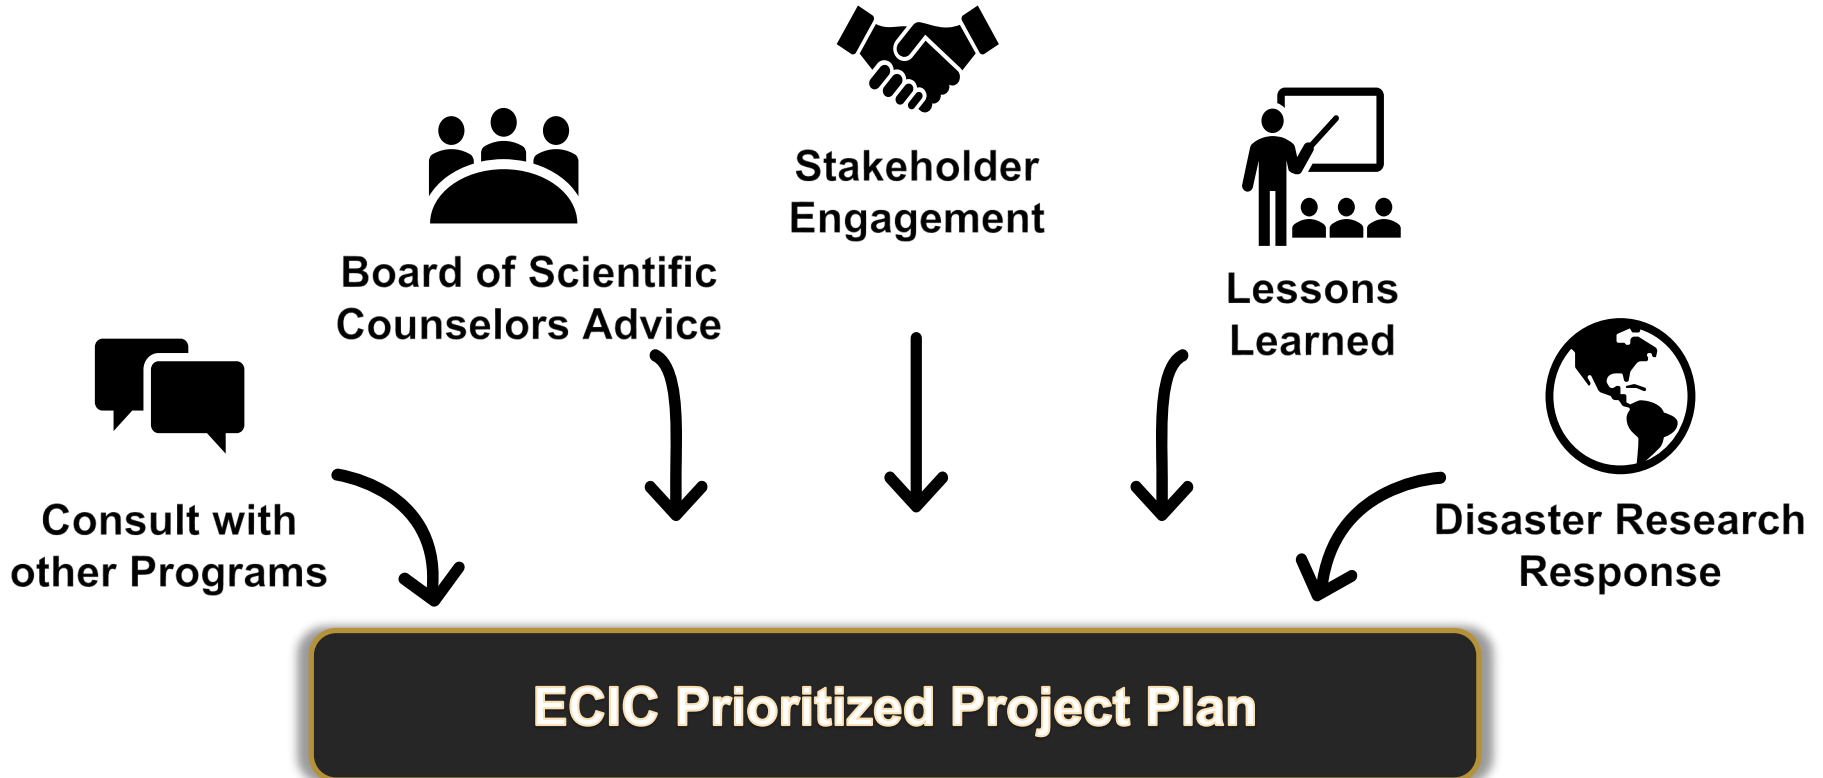 Stakeholder
Engagement
Board of Scientific
Counselors Advice
Lessons
Learned
Consult with
other Programs
Disaster Research
Response
ECIC Prioritized Project Plan